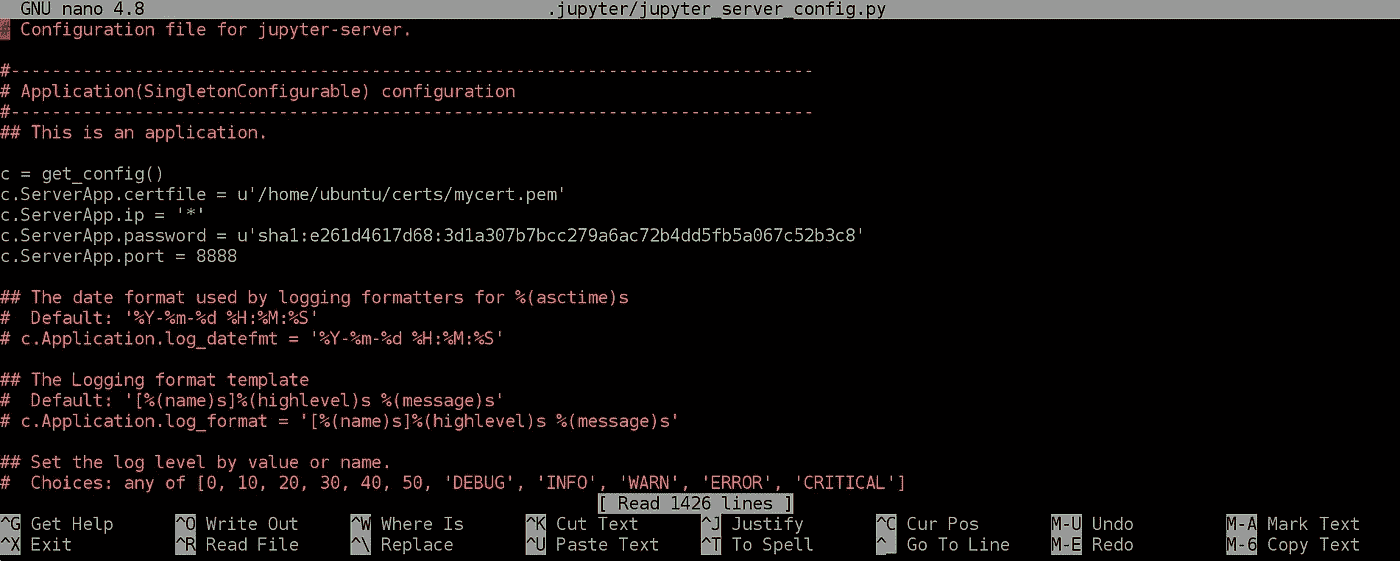 GNU nano 4.8 .jupyter/jupyter_server_config.py
# Configuration file for jupyter-server.
#------------------------------------------------------------------------------
# Application(SingletonConfigurable) configuration
#------------------------------------------------------------------------------
## This is an application.
c = get_config()
c.ServerApp.certfile = u'/home/ubuntu/certs/mycert.pem'
c.ServerApp.ip = '*'
c.ServerApp.password = u'sha1:e261d4617d68:3d1a307b7bcc279a6ac72b4dd5fb5a067c52b3c8'
c.ServerApp.port = 8888
## The date format used by logging formatters for %(asctime)s
#  Default: '%Y-%m-%d %H:%M:%S'
# c.Application.log_datefmt = '%Y-%m-%d %H:%M:%S'
## The Logging format template
#  Default: '[%(name)s]%(highlevel)s %(message)s'
# c.Application.log_format = '[%(name)s]%(highlevel)s %(message)s'
## Set the log level by value or name.
#  Choices: any of [0, 10, 20, 30, 40, 50, 'DEBUG', 'INFO', 'WARN', 'ERROR', 'CRITICAL']
[ Read 1426 lines ]
^G Get Help ^O Write Out ^W Where Is ^K Cut Text ^J Justify ^C Cur Pos M-U Undo M-A Mark Text
^X Exit ^R Read File ^\ Replace ^U Paste Text ^T To Spell ^_ Go To Line M-E Redo M-6 Copy Text